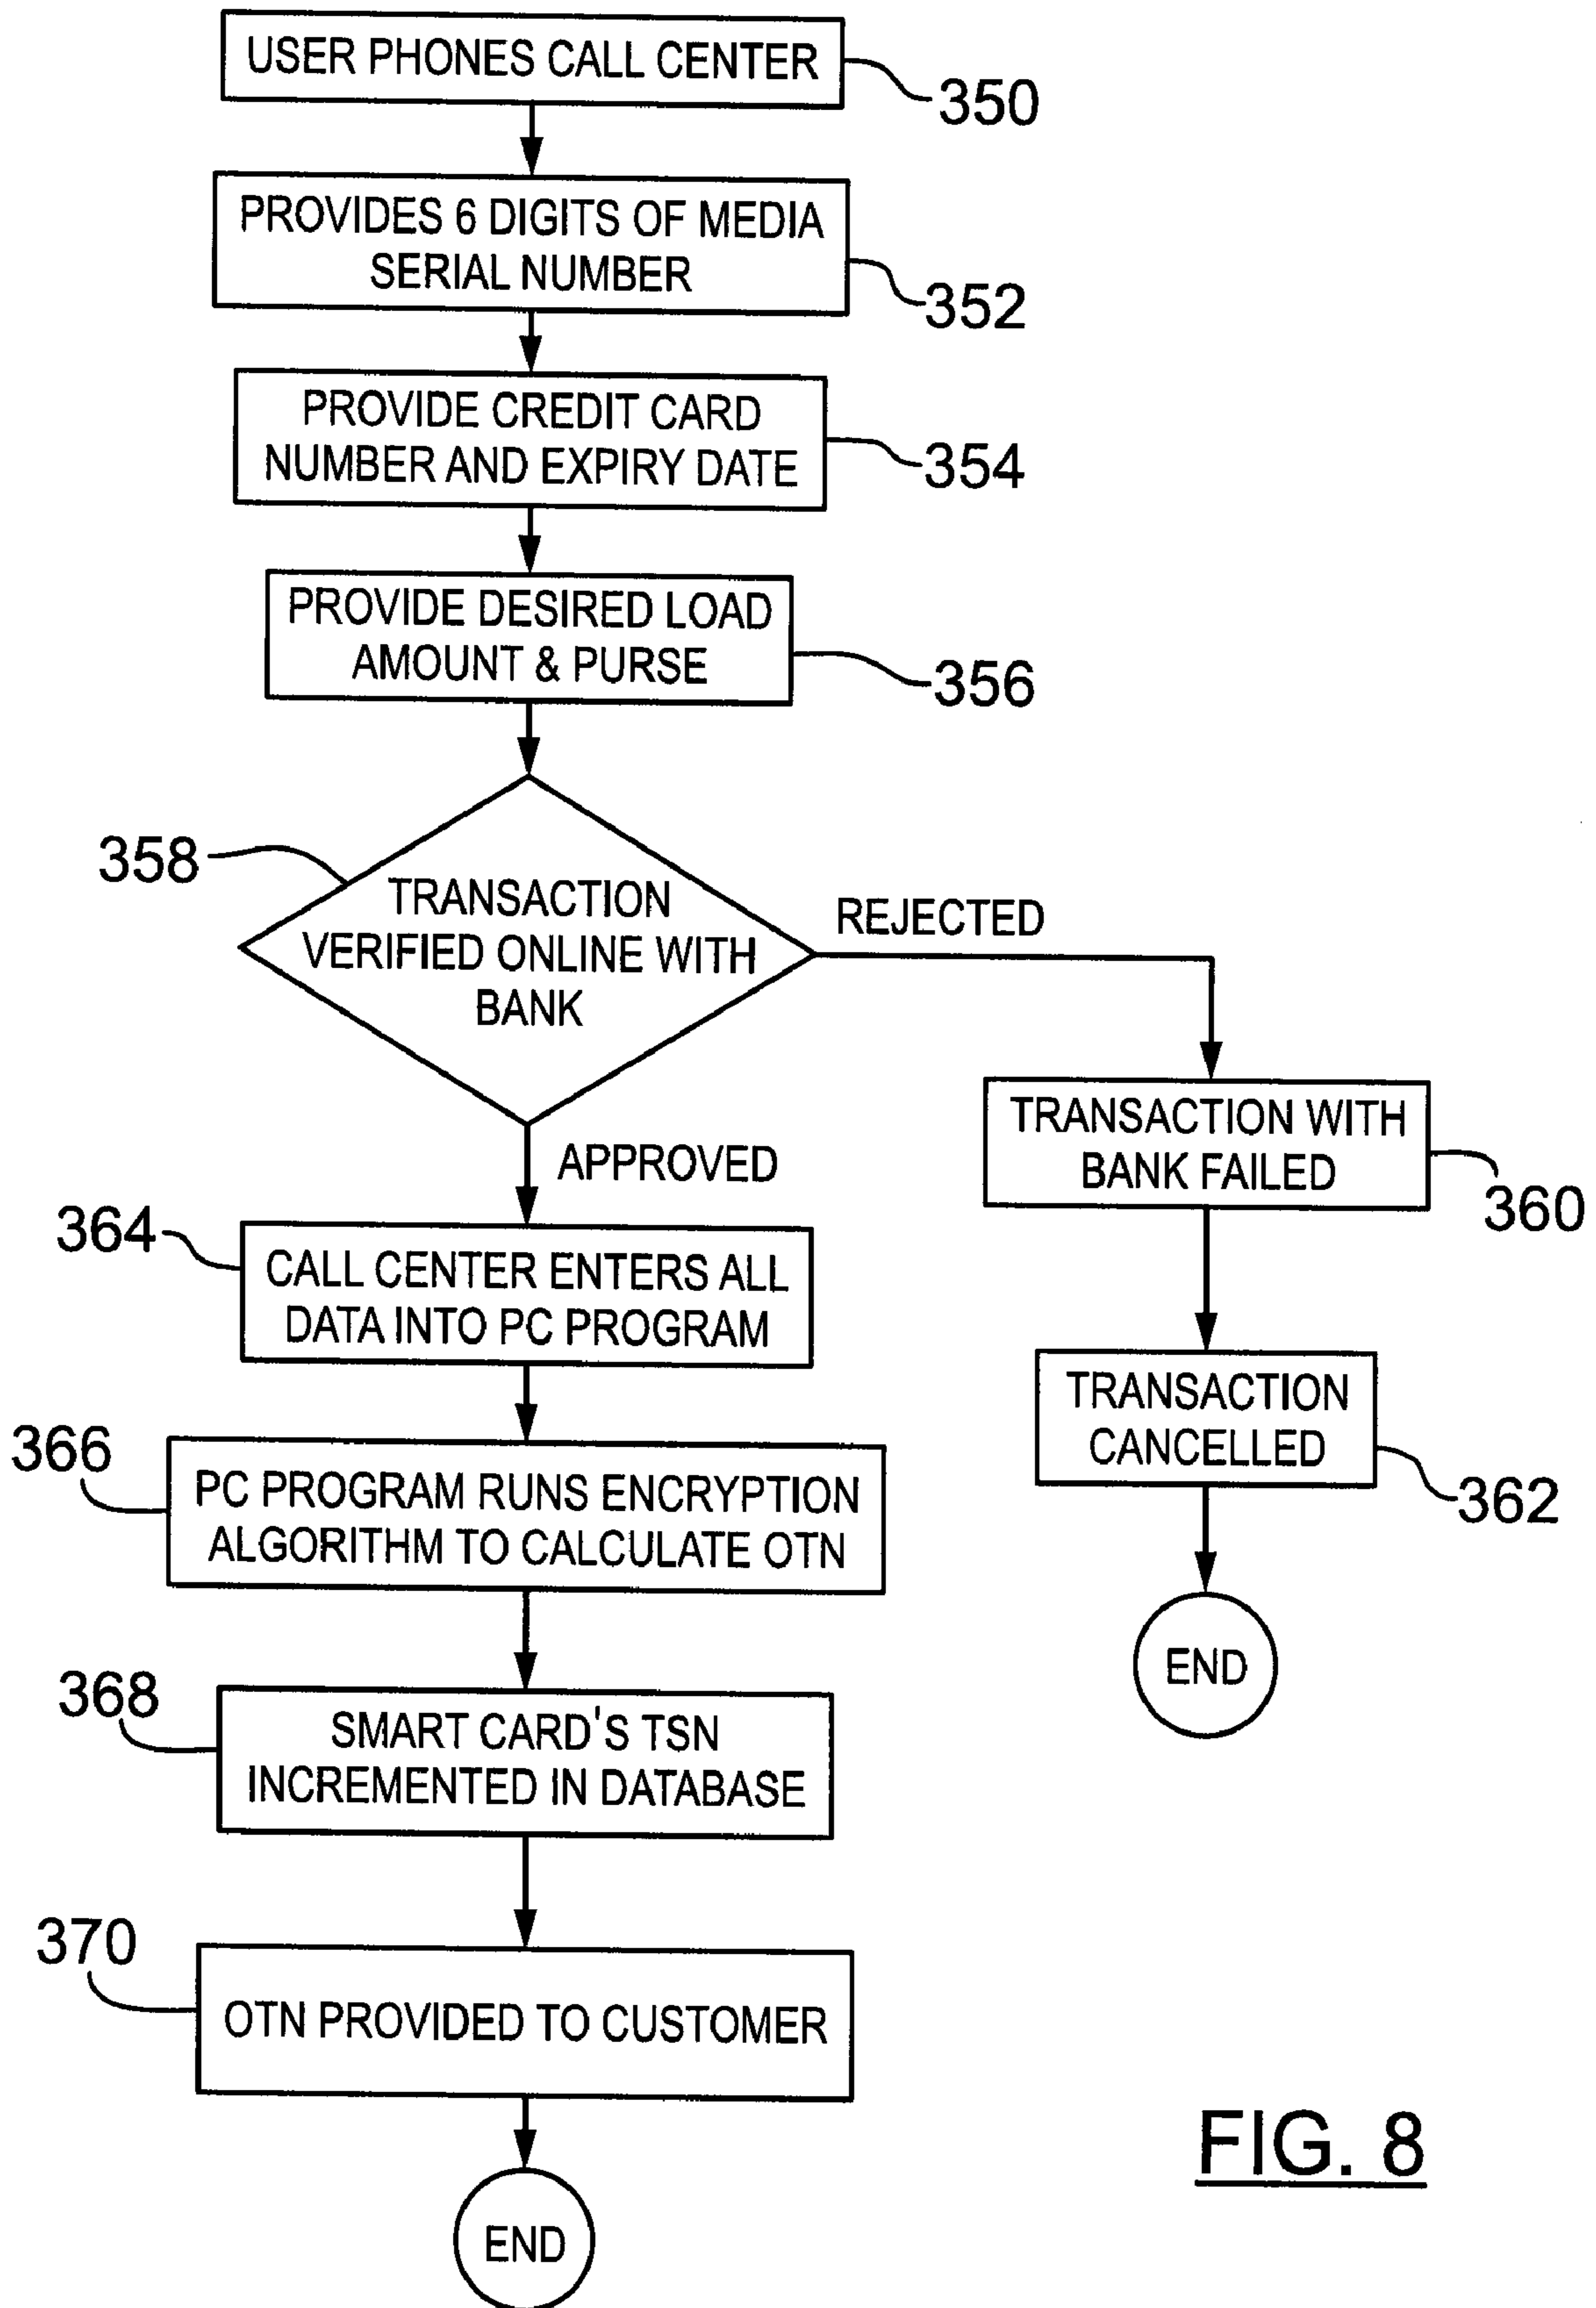 USER PHONES CALL CENTER
350
PROVIDES 6 DIGITS OF MEDIA
SERIAL NUMBER
352
PROVIDE CREDIT CARD
NUMBER AND EXPIRY DATE
354
PROVIDE DESIRED LOAD
AMOUNT & PURSE
356
358
TRANSACTION
VERIFIED ONLINE WITH
BANK
REJECTED
TRANSACTION WITH
BANK FAILED
360
TRANSACTION
CANCELLED
362
END
APPROVED
364
CALL CENTER ENTERS ALL
DATA INTO PC PROGRAM
366
PC PROGRAM RUNS ENCRYPTION
ALGORITHM TO CALCULATE OTN
368
SMART CARD'S TSN
INCREMENTED IN DATABASE
370
OTN PROVIDED TO CUSTOMER
END
FIG. 8